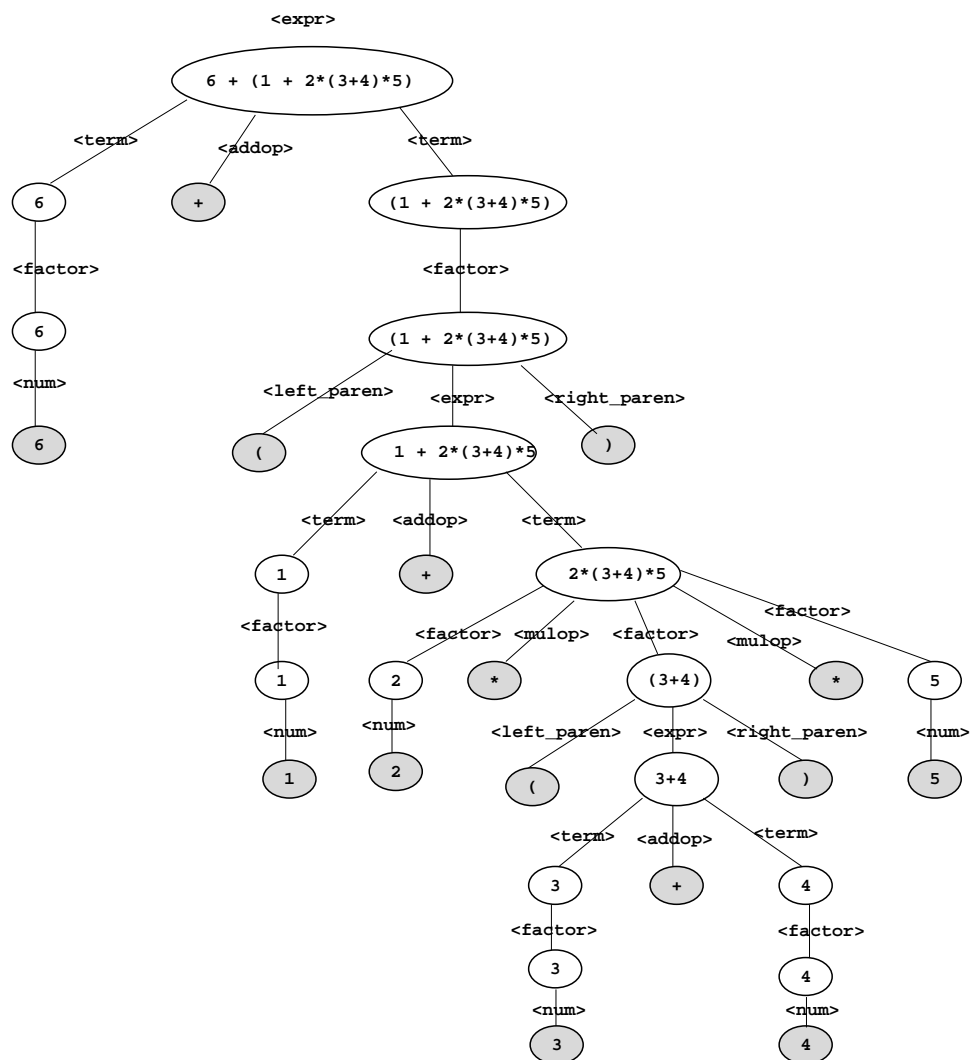 <expr>
6 + (1 + 2*(3+4)*5)
<term> <addop> <term>
6 + (1 + 2*(3+4)*5)
<factor> <factor>
6 (1 + 2*(3+4)*5)
<num> <left_paren> <expr> <right_paren>
6 ( 1 + 2*(3+4)*5 )
<term> <addop> <term>
1 + 2*(3+4)*5
<factor> <factor> <mulop> <factor> <mulop> <factor>
1 2 * (3+4) * 5
<num> <num> <left_paren> <expr> <right_paren> <num>
1 2 ( 3+4 ) 5
<term> <addop> <term>
3 + 4
<factor> <factor>
3 4
<num> <num>
3 4